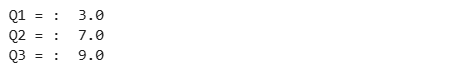 Q1 = :  3.0
Q2 = :  7.0
Q3 = :  9.0